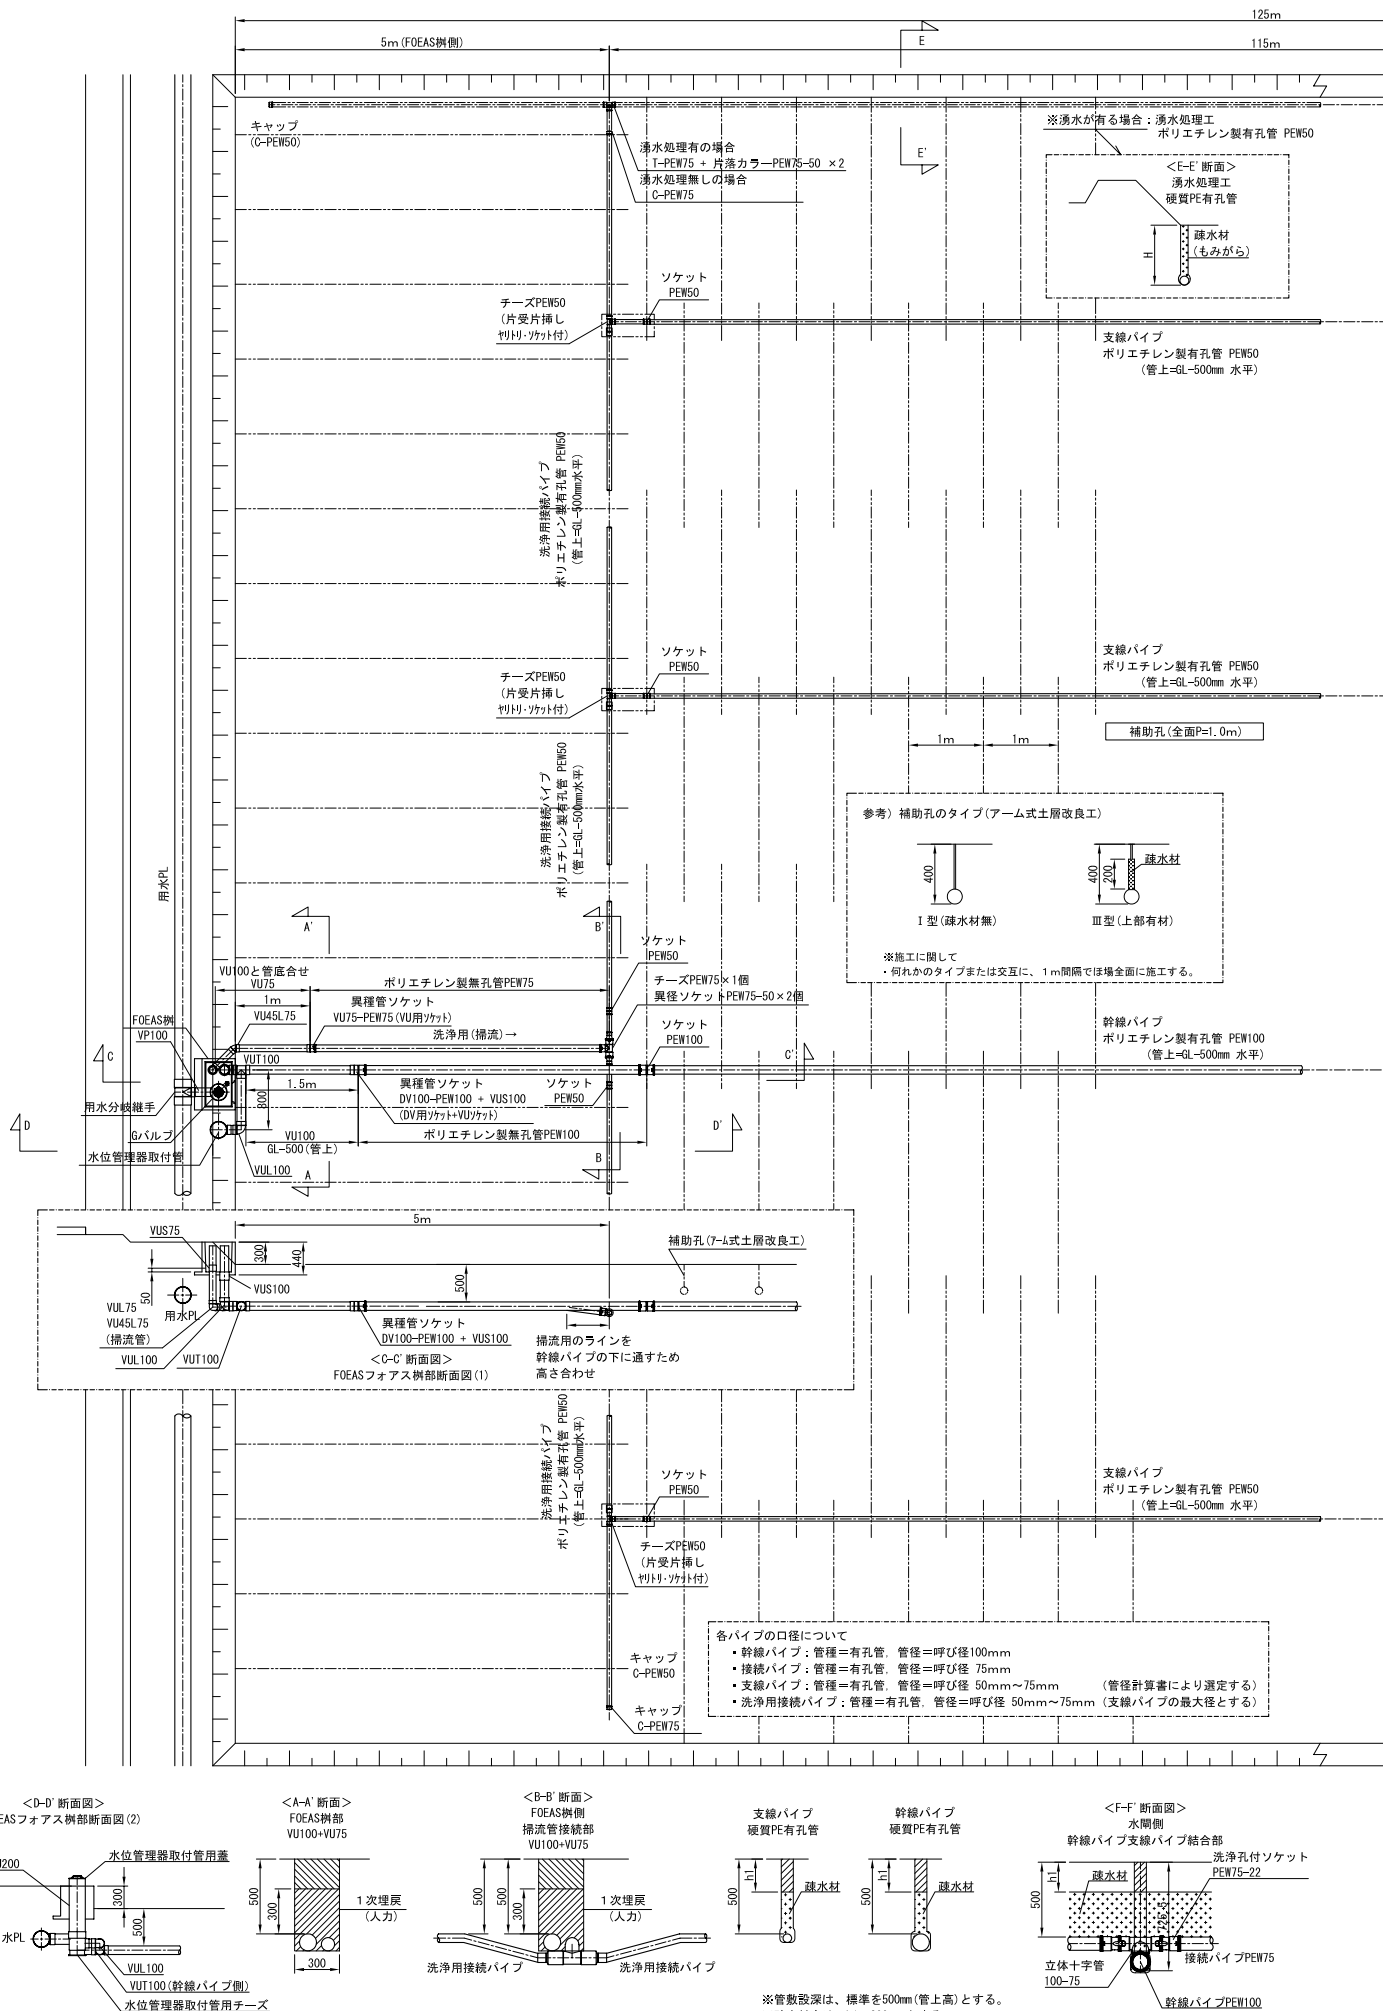 125m
5m(FOEAS桝側)
E
115m
キャップ
(C-PEW50)
湧水処理有の場合
T-PEW75 + 片落カラーPEW75-50 ×2
湧水処理無しの場合
C-PEW75
E'
※湧水が有る場合：湧水処理工
ポリエチレン製有孔管 PEW50
<E-E'断面>
湧水処理工
硬質PE有孔管
H
疎水材
(もみがら)
チーズPEW50
(片受片挿し
ﾔﾘﾄﾘ･ｿｹｯﾄ付)
ソケット
PEW50
支線パイプ
ポリエチレン製有孔管 PEW50
(管上=GL-500mm 水平)
洗浄用接続パイプ
ポリエチレン製有孔管 PEW50
(管上=GL-500mm水平)
チーズPEW50
(片受片挿し
ﾔﾘﾄﾘ･ｿｹｯﾄ付)
ソケット
PEW50
支線パイプ
ポリエチレン製有孔管 PEW50
(管上=GL-500mm 水平)
1m
1m
補助孔(全面P=1.0m)
洗浄用接続パイプ
ポリエチレン製有孔管 PEW50
(管上=GL-500mm水平)
参考）補助孔のタイプ(アーム式土層改良工)
400
Ⅰ型(疎水材無)
400
200
疎水材
Ⅲ型(上部有材)
※施工に関して
・何れかのタイプまたは交互に、1m間隔でほ場全面に施工する。
用水PL
A'
B'
ソケット
PEW50
VU100と管底合せ
VU75
ポリエチレン製無孔管PEW75
チーズPEW75×1個
異径ソケットPEW75-50×2個
1m
異種管ソケット
VU75-PEW75(VU用ｿｹｯﾄ)
VU45L75
FOEAS桝
VP100
洗浄用(掃流)→
ソケット
PEW100
幹線パイプ
ポリエチレン製有孔管 PEW100
(管上=GL-500mm 水平)
C
VUT100
C'
1.5m
800
異種管ソケット
DV100-PEW100 + VUS100
(DV用ｿｹｯﾄ+VUｿｹｯﾄ)
ソケット
PEW50
用水分岐継手
D
Gバルブ
VU100
GL-500(管上)
ポリエチレン製無孔管PEW100
D'
水位管理器取付管
VUL100
A
B
5m
VUS75
300
440
500
補助孔(ｱｰﾑ式土層改良工)
50
VUS100
VUL75
VU45L75
(掃流管)
用水PL
VUL100
VUT100
異種管ソケット
DV100-PEW100 + VUS100
<C-C'断面図>
FOEASフォアス桝部断面図(1)
掃流用のラインを
幹線パイプの下に通すため
高さ合わせ
洗浄用接続パイプ
ポリエチレン製有孔管 PEW50
(管上=GL-500mm水平)
ソケット
PEW50
支線パイプ
ポリエチレン製有孔管 PEW50
(管上=GL-500mm 水平)
チーズPEW50
(片受片挿し
ﾔﾘﾄﾘ･ｿｹｯﾄ付)
キャップ
C-PEW50
キャップ
C-PEW75
各パイプの口径について
・幹線パイプ：管種＝有孔管, 管径＝呼び径100mm
・接続パイプ：管種＝有孔管, 管径＝呼び径 75mm
・支線パイプ：管種＝有孔管, 管径＝呼び径 50mm～75mm (管径計算書により選定する)
・洗浄用接続パイプ：管種＝有孔管, 管径＝呼び径 50mm～75mm (支線パイプの最大径とする)
<D-D'断面図>
EASフォアス桝部断面図(2)
U200
水位管理器取付管用蓋
300
500
水PL
VUL100
VUT100(幹線パイプ側)
水位管理器取付管用チーズ
<A-A'断面>
FOEAS桝部
VU100+VU75
500
300
1次埋戻
(人力)
300
<B-B'断面>
FOEAS桝側
掃流管接続部
VU100+VU75
500
500
300
1次埋戻
(人力)
洗浄用接続パイプ
洗浄用接続パイプ
支線パイプ
硬質PE有孔管
h1
500
疎水材
幹線パイプ
硬質PE有孔管
h1
500
疎水材
<F-F'断面図>
水閘側
幹線パイプ支線パイプ結合部
洗浄孔付ソケット
PEW75-22
h1
500
疎水材
725.5
立体十字管
100-75
接続パイプPEW75
幹線パイプPEW100
※管敷設深は、標準を500mm(管上高)とする。